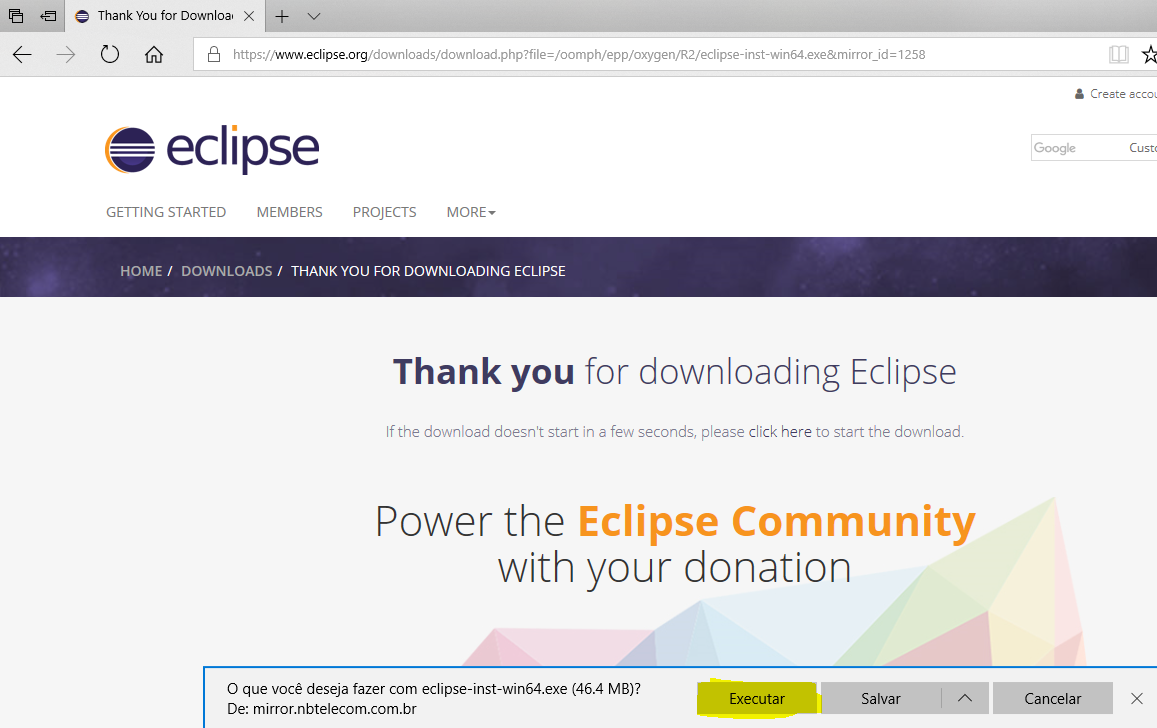 Thank You for Downloa
https://www.eclipse.org/downloads/download.php?file=/oomph/epp/oxygen/R2/eclipse-inst-win64.exe&mirror_id=1258
Create accou
eclipse
Google Custo
GETTING STARTED MEMBERS PROJECTS MORE
HOME / DOWNLOADS / THANK YOU FOR DOWNLOADING ECLIPSE
Thank you for downloading Eclipse
If the download doesn't start in a few seconds, please click here to start the download.
Power the Eclipse Community
with your donation
O que você deseja fazer com eclipse-inst-win64.exe (46.4 MB)?
De: mirror.nbtelecom.com.br
Executar Salvar Cancelar